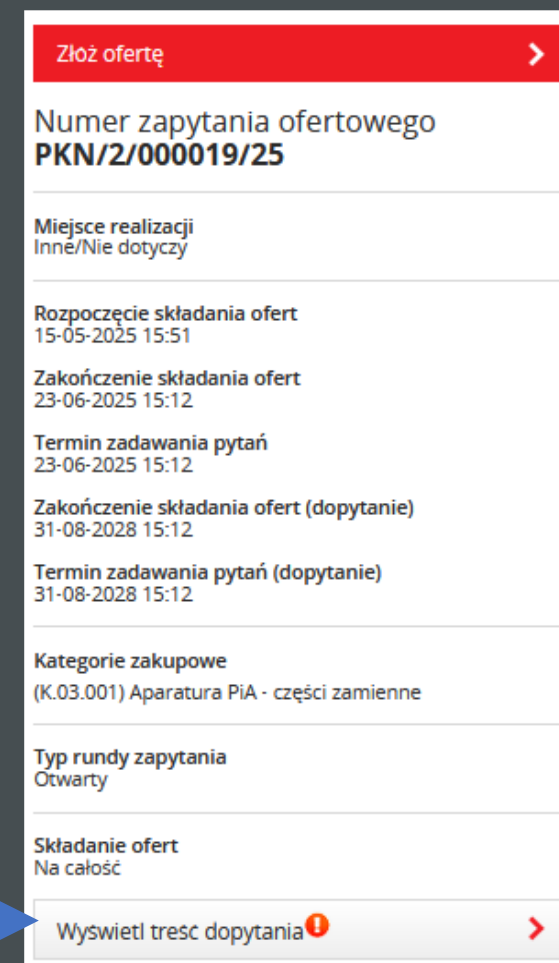 Złóż ofertę
Numer zapytania ofertowego
PKN/2/000019/25
Miejsce realizacji
Inne/Nie dotyczy
Rozpoczęcie składania ofert
15-05-2025 15:51
Zakończenie składania ofert
23-06-2025 15:12
Termin zadawania pytań
23-06-2025 15:12
Zakończenie składania ofert (dopytanie)
31-08-2028 15:12
Termin zadawania pytań (dopytanie)
31-08-2028 15:12
Kategorie zakupowe
(K.03.001) Aparatura PiA - części zamienne
Typ rundy zapytania
Otwarty
Składanie ofert
Na całość
Wyświetl treść dopytania